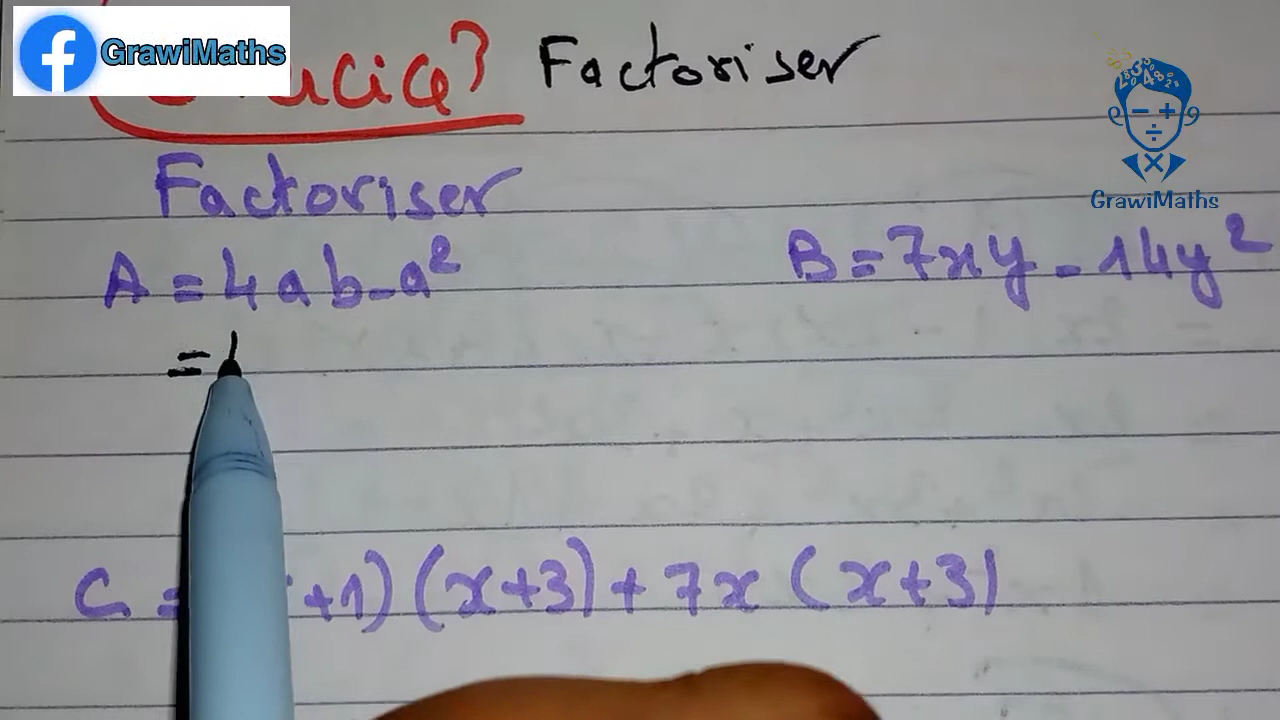 GrawiMaths
Factoriser
GrawiMaths
Factoriser
A = 4ab - a²
B = 7xy - 14y²
=
+1)(x+3) + 7x (x+3)